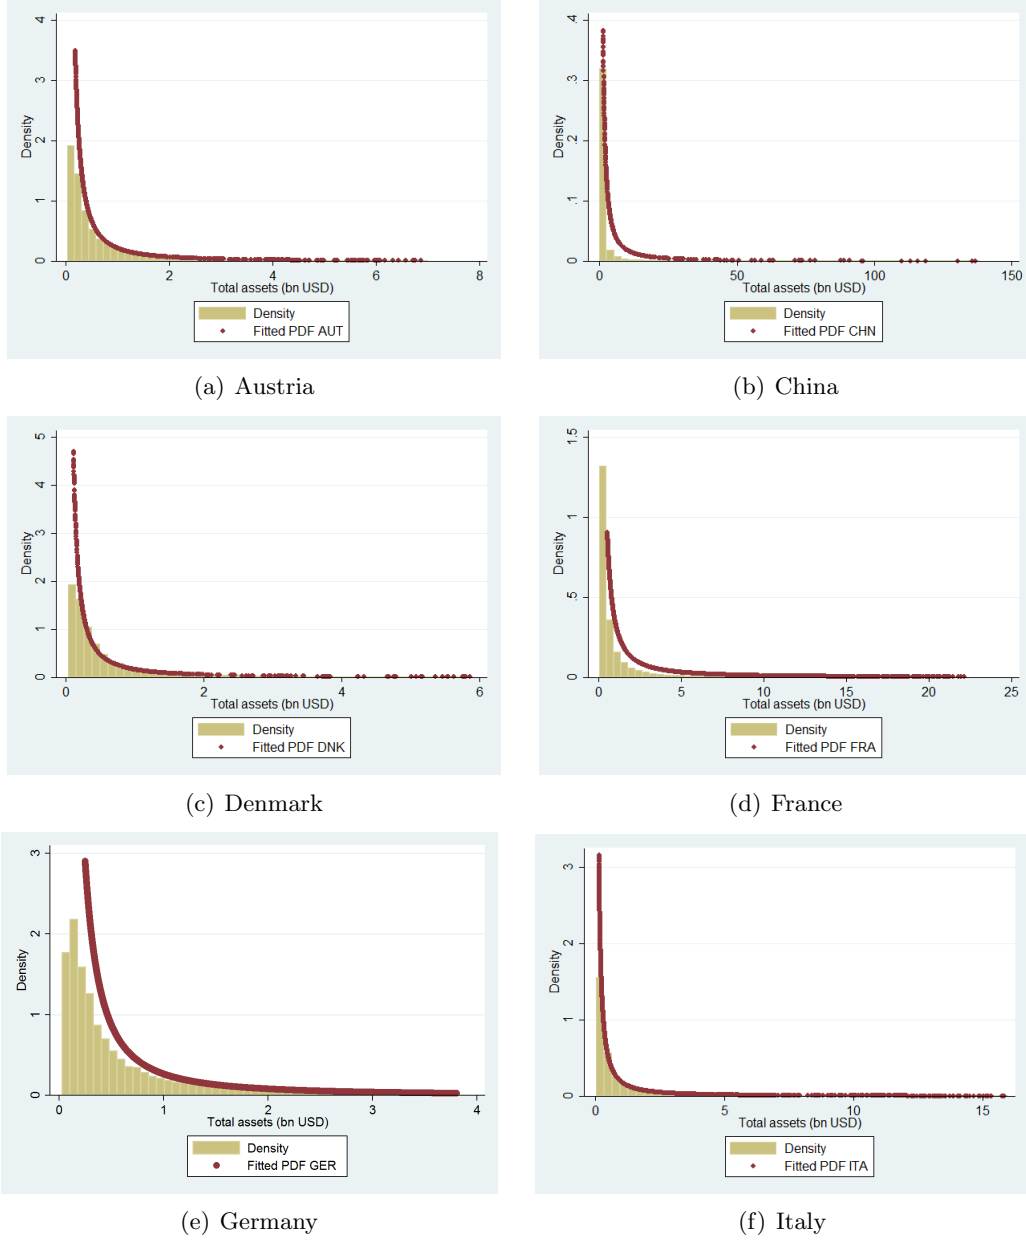 4
3
2
1
0
Density
0
2
4
6
8
Total assets (bn USD)
Density
Fitted PDF AUT
(a) Austria
.4
.3
.2
.1
0
Density
0
50
100
150
Total assets (bn USD)
Density
Fitted PDF CHN
(b) China
5
4
3
2
1
0
Density
0
2
4
6
Total assets (bn USD)
Density
Fitted PDF DNK
(c) Denmark
1.5
1
.5
0
Density
0
5
10
15
20
25
Total assets (bn USD)
Density
Fitted PDF FRA
(d) France
3
2
1
0
Density
0
1
2
3
4
Total assets (bn USD)
Density
Fitted PDF GER
(e) Germany
3
2
1
0
Density
0
5
10
15
Total assets (bn USD)
Density
Fitted PDF ITA
(f) Italy